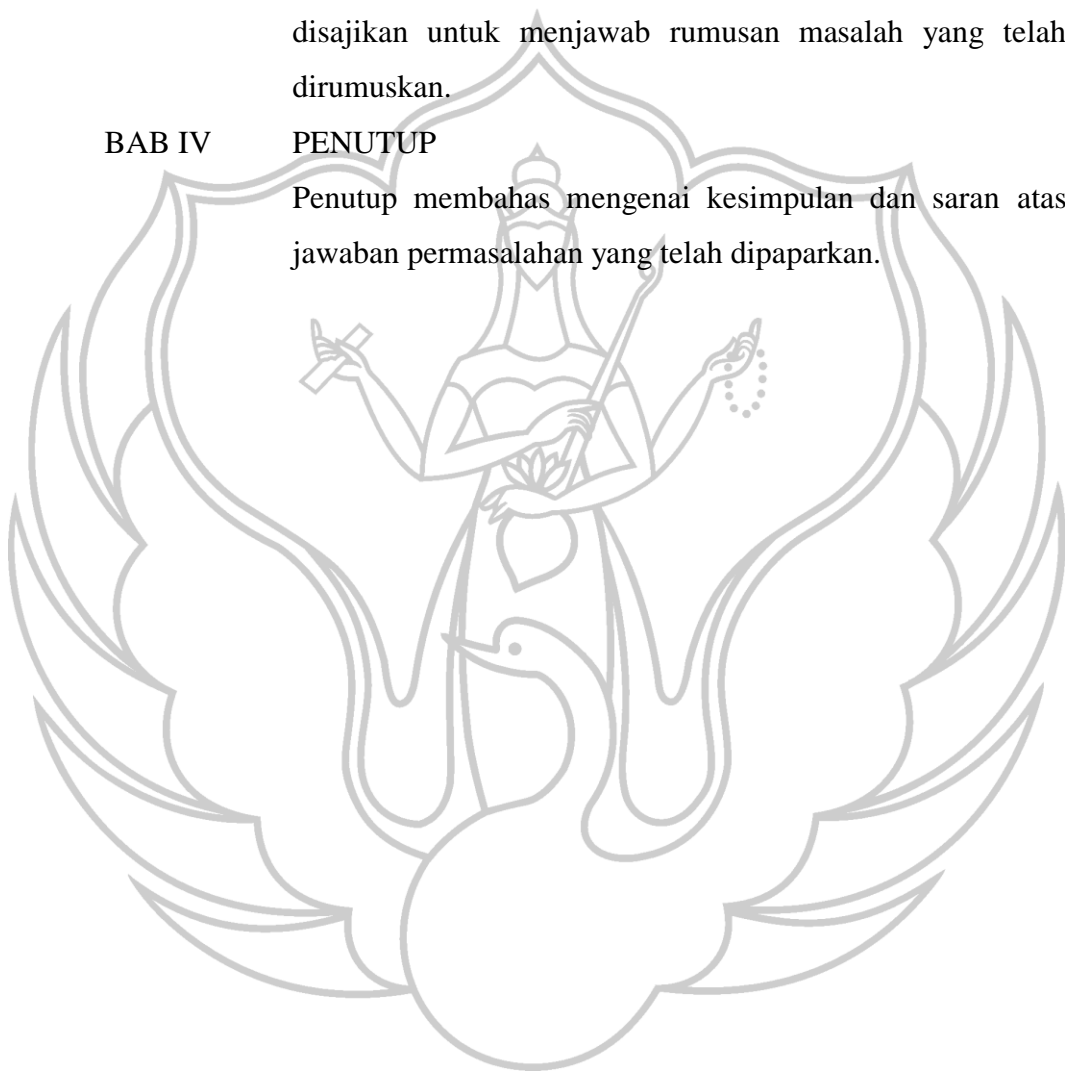 disajikan untuk menjawab rumusan masalah yang telah
dirumuskan.
BAB IV PENUTUP
Penutup membahas mengenai kesimpulan dan saran atas
jawaban permasalahan yang telah dipaparkan.